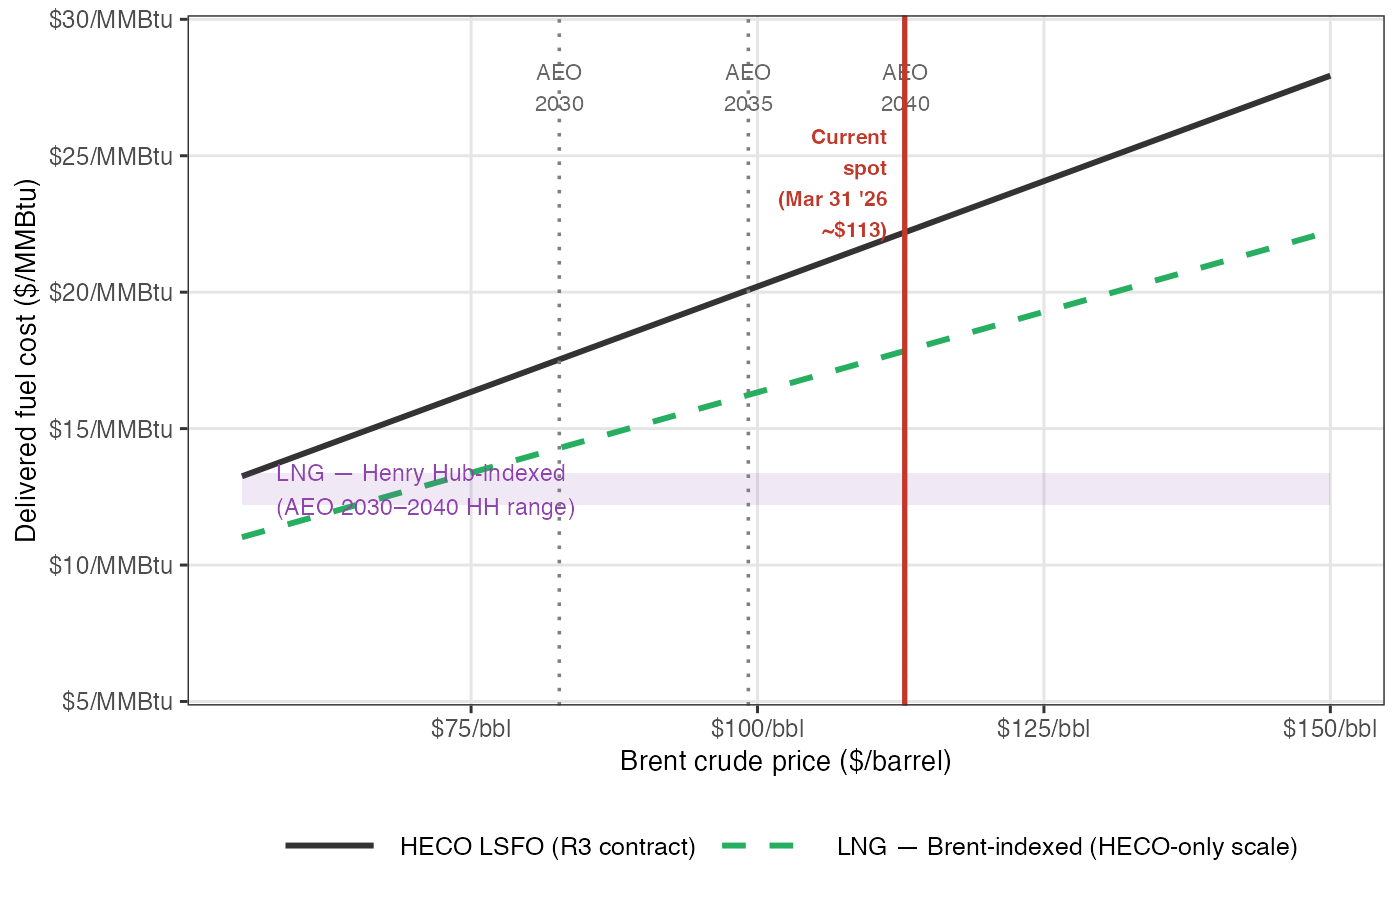 $30/MMBtu
$25/MMBtu
$20/MMBtu
$15/MMBtu
$10/MMBtu
$5/MMBtu
Delivered fuel cost ($/MMBtu)
AEO
2030
AEO
2035
AEO
2040
Current
spot
(Mar 31 '26
~$113)
LNG — Henry Hub-indexed
(AEO 2030–2040 HH range)
$75/bbl
$100/bbl
$125/bbl
$150/bbl
Brent crude price ($/barrel)
HECO LSFO (R3 contract)
LNG — Brent-indexed (HECO-only scale)